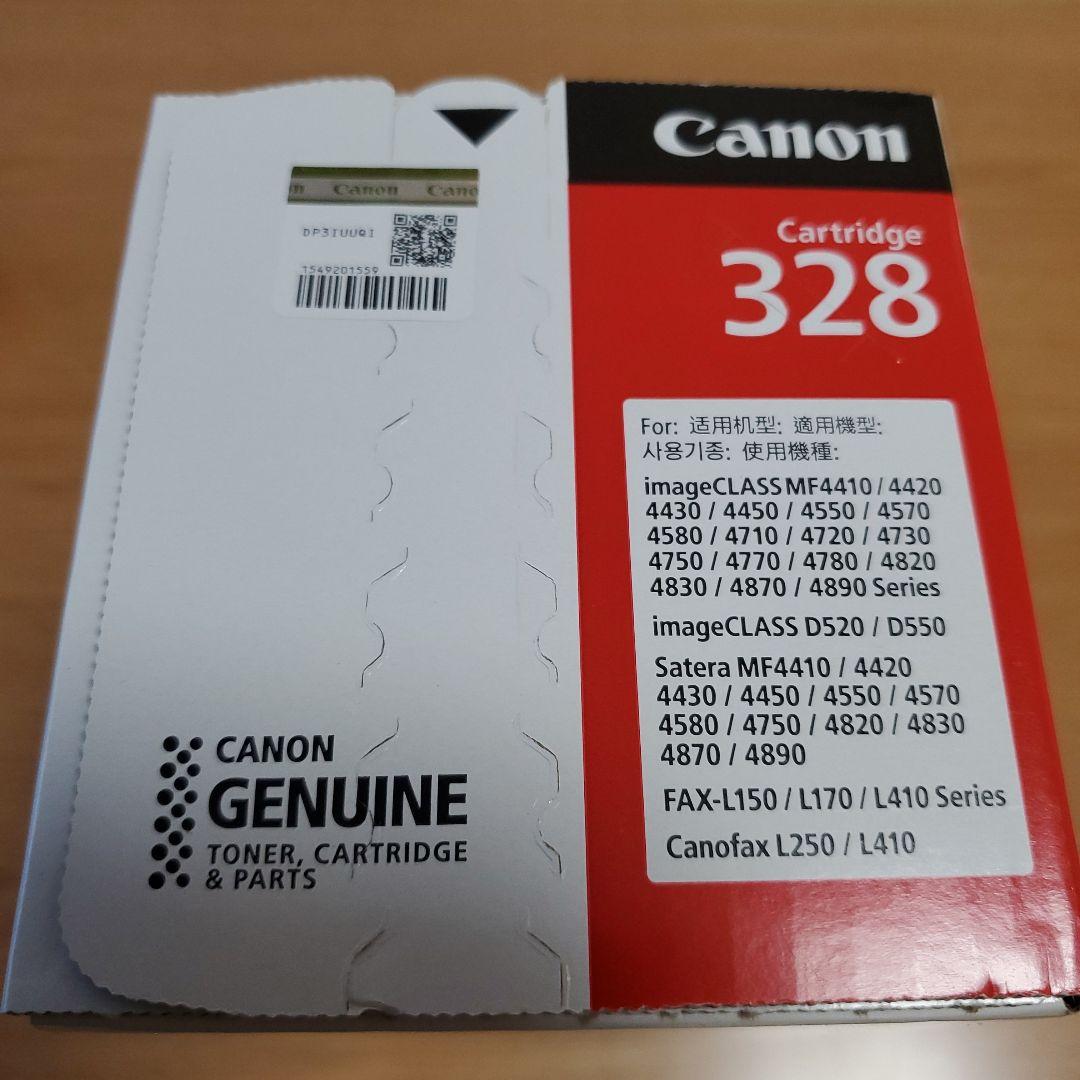 Canon Canon
DP3IUUQI
1549201559
CANON
GENUINE
TONER, CARTRIDGE
& PARTS
Canon
Cartridge
328
For: 适用机型: 適用機型:
사용기종: 使用機種:
imageCLASS MF4410 / 4420
4430 / 4450 / 4550 / 4570
4580 / 4710 / 4720 / 4730
4750 / 4770 / 4780 / 4820
4830 / 4870 / 4890 Series
imageCLASS D520 / D550
Satera MF4410 / 4420
4430 / 4450 / 4550 / 4570
4580 / 4750 / 4820 / 4830
4870 / 4890
FAX-L150 / L170 / L410 Series
Canofax L250 / L410